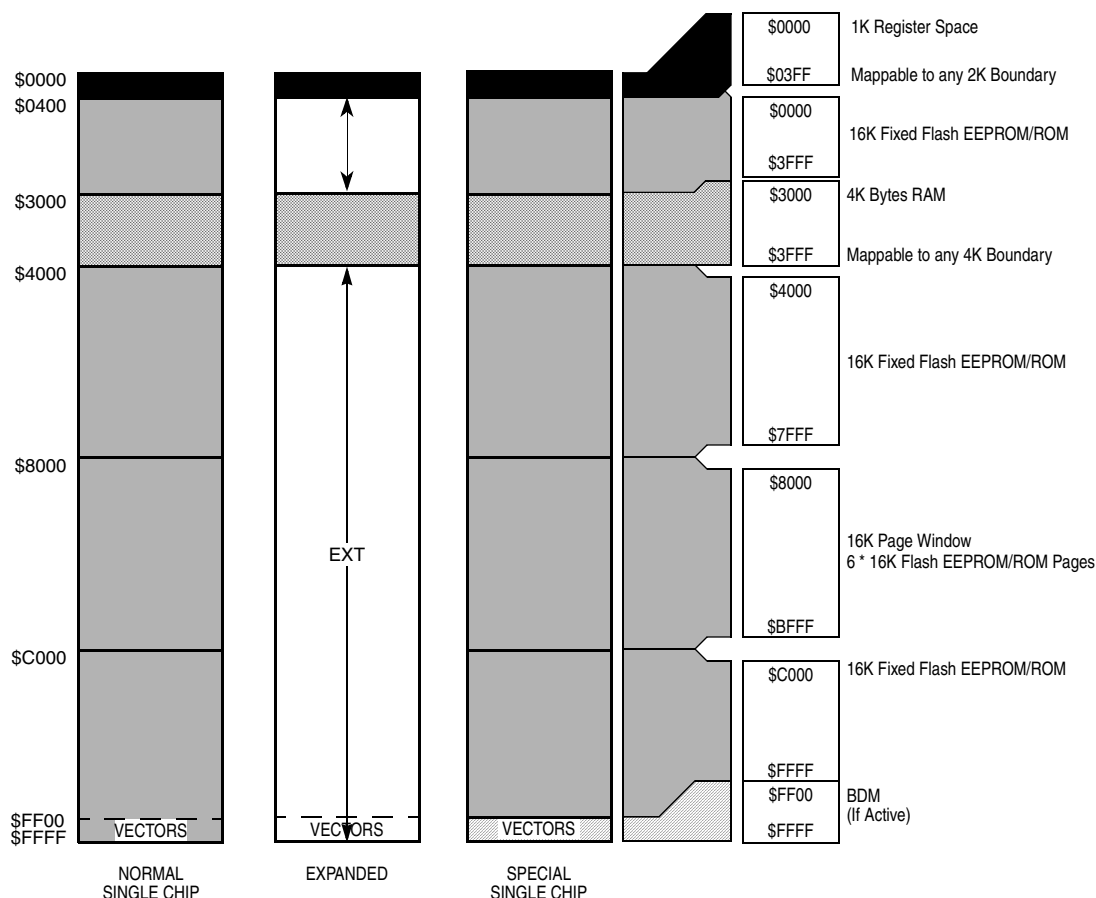 $0000
$0400
$3000
$4000
$8000
$C000
$FF00
$FFFF
VECTORS
NORMAL
SINGLE CHIP
EXT
VECTORS
EXPANDED
VECTORS
SPECIAL
SINGLE CHIP
$0000
1K Register Space
$03FF
Mappable to any 2K Boundary
$0000
16K Fixed Flash EEPROM/ROM
$3FFF
$3000
4K Bytes RAM
$3FFF
Mappable to any 4K Boundary
$4000
16K Fixed Flash EEPROM/ROM
$7FFF
$8000
16K Page Window
6 * 16K Flash EEPROM/ROM Pages
$BFFF
$C000
16K Fixed Flash EEPROM/ROM
$FFFF
$FF00
BDM
(If Active)
$FFFF